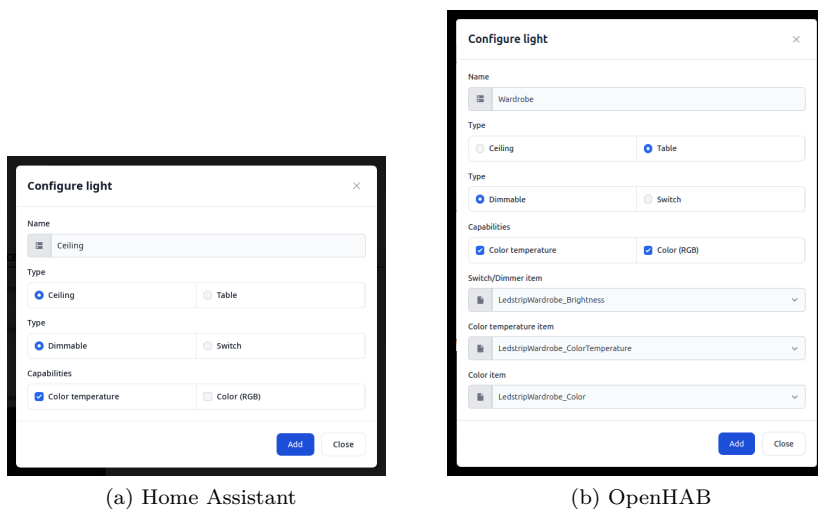 Configure light
Name
Ceiling
Type
Ceiling
Table
Type
Dimmable
Switch
Capabilities
Color temperature
Color (RGB)
Add
Close
(a) Home Assistant
Configure light
Name
Wardrobe
Type
Ceiling
Table
Type
Dimmable
Switch
Capabilities
Color temperature
Color (RGB)
Switch/Dimmer item
LedstripWardrobe_Brightness
Color temperature item
LedstripWardrobe_ColorTemperature
Color item
LedstripWardrobe_Color
Add
Close
(b) OpenHAB